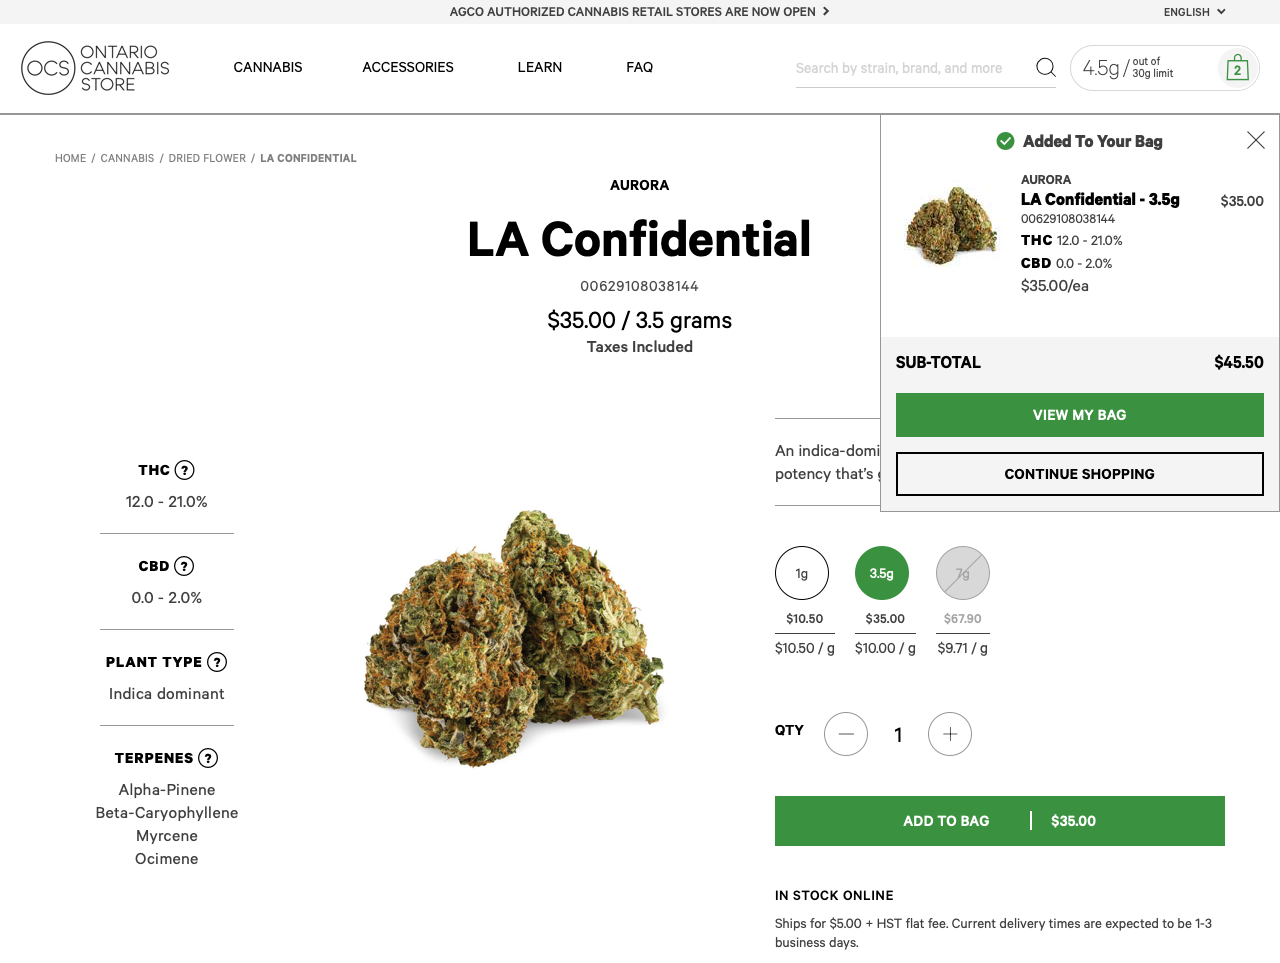 AGCO AUTHORIZED CANNABIS RETAIL STORES ARE NOW OPEN
ENGLISH
OCS
ONTARIO
CANNABIS
STORE
CANNABIS
ACCESSORIES
LEARN
FAQ
Search by strain, brand, and more
4.5g / out of
30g limit
2
HOME / CANNABIS / DRIED FLOWER / LA CONFIDENTIAL
AURORA
LA Confidential
00629108038144
$35.00 / 3.5 grams
Taxes Included
Added To Your Bag
AURORA
LA Confidential - 3.5g
$35.00
00629108038144
THC 12.0 - 21.0%
CBD 0.0 - 2.0%
$35.00/ea
SUB-TOTAL $45.50
VIEW MY BAG
CONTINUE SHOPPING
THC ?
12.0 - 21.0%
CBD ?
0.0 - 2.0%
PLANT TYPE ?
Indica dominant
TERPENES ?
Alpha-Pinene
Beta-Caryophyllene
Myrcene
Ocimene
An indica-domi
potency that's
1g 3.5g 7g
$10.50 $35.00 $67.90
$10.50 / g $10.00 / g $9.71 / g
QTY 1
ADD TO BAG | $35.00
IN STOCK ONLINE
Ships for $5.00 + HST flat fee. Current delivery times are expected to be 1-3
business days.